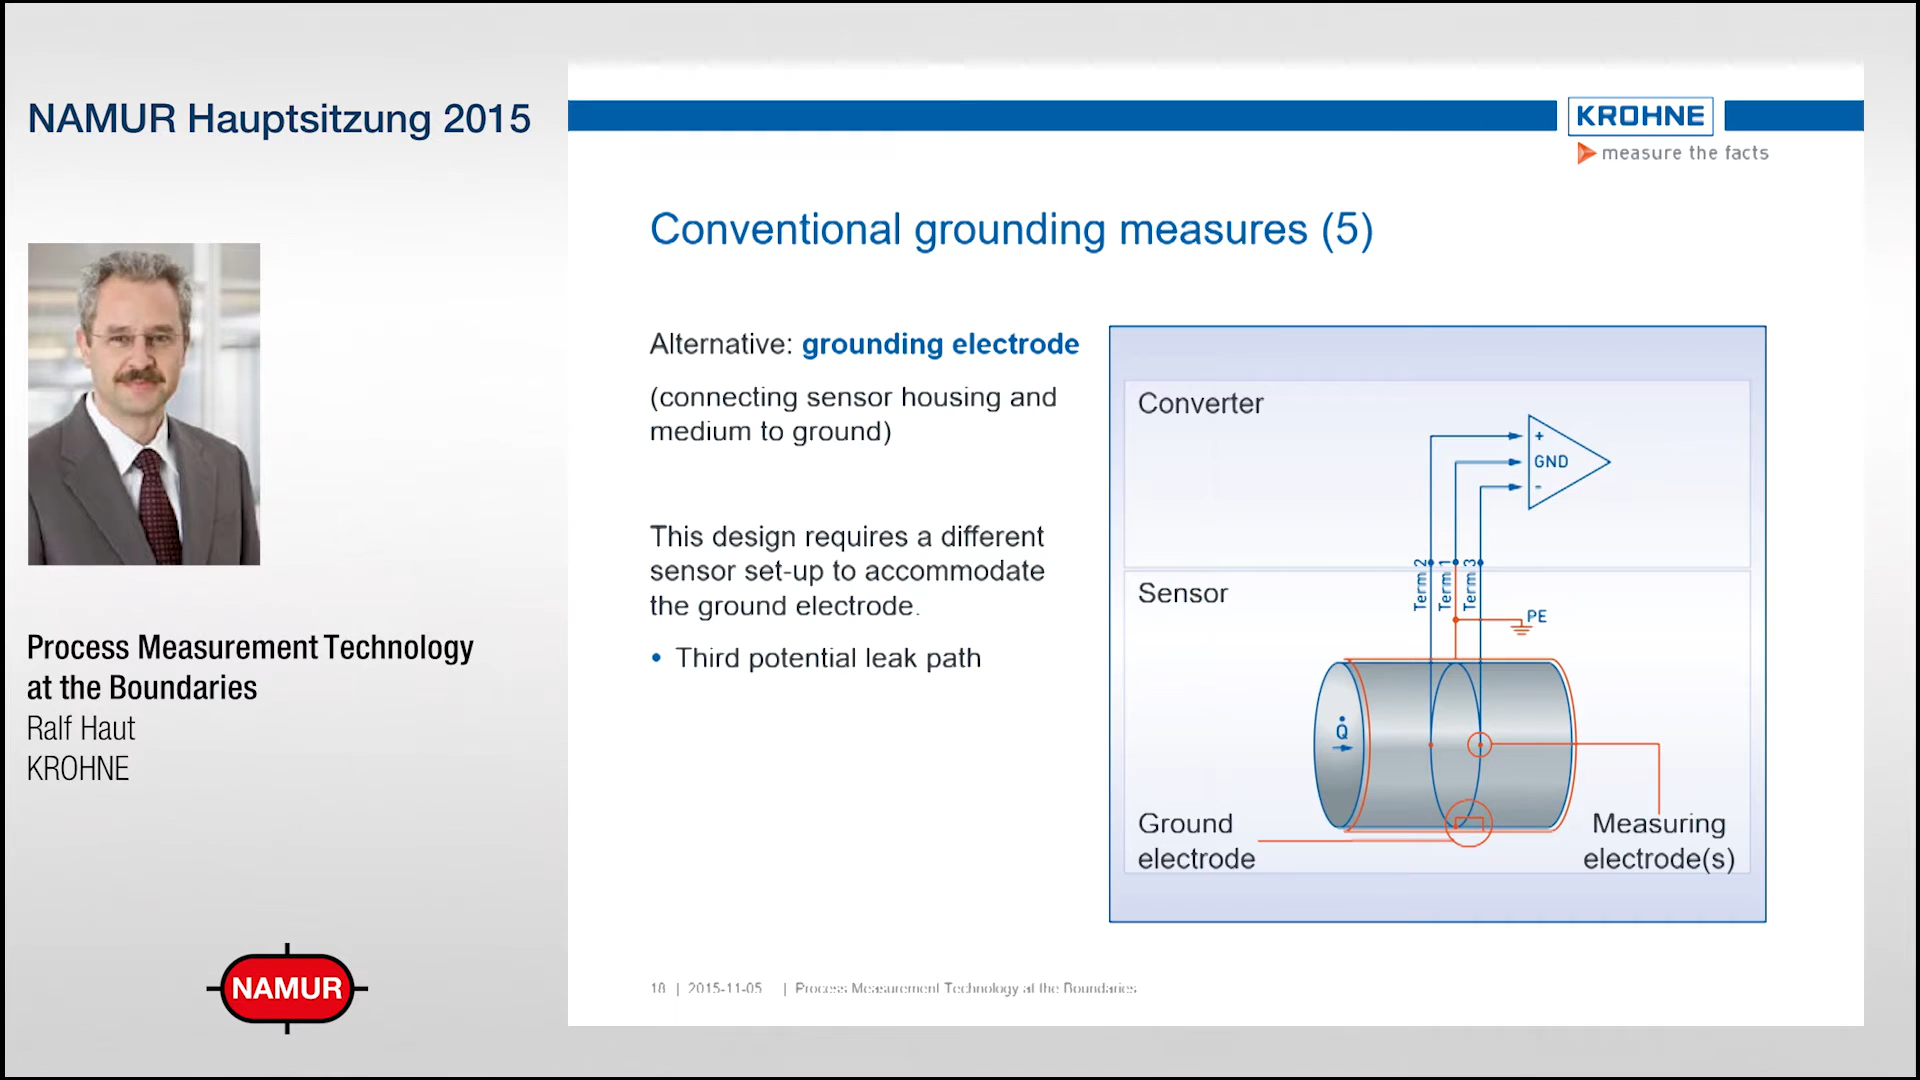 NAMUR Hauptsitzung 2015
KROHNE
measure the facts
Conventional grounding measures (5)
Alternative: grounding electrode
(connecting sensor housing and
medium to ground)
This design requires a different
sensor set-up to accommodate
the ground electrode.
• Third potential leak path
Converter
+
GND
-
Term 2
Term 1
Term 3
Sensor
PE
Q
Ground
electrode
Measuring
electrode(s)
Process Measurement Technology
at the Boundaries
Ralf Haut
KROHNE
NAMUR
18 | 2015-11-05 | Process Measurement Technology at the Boundaries